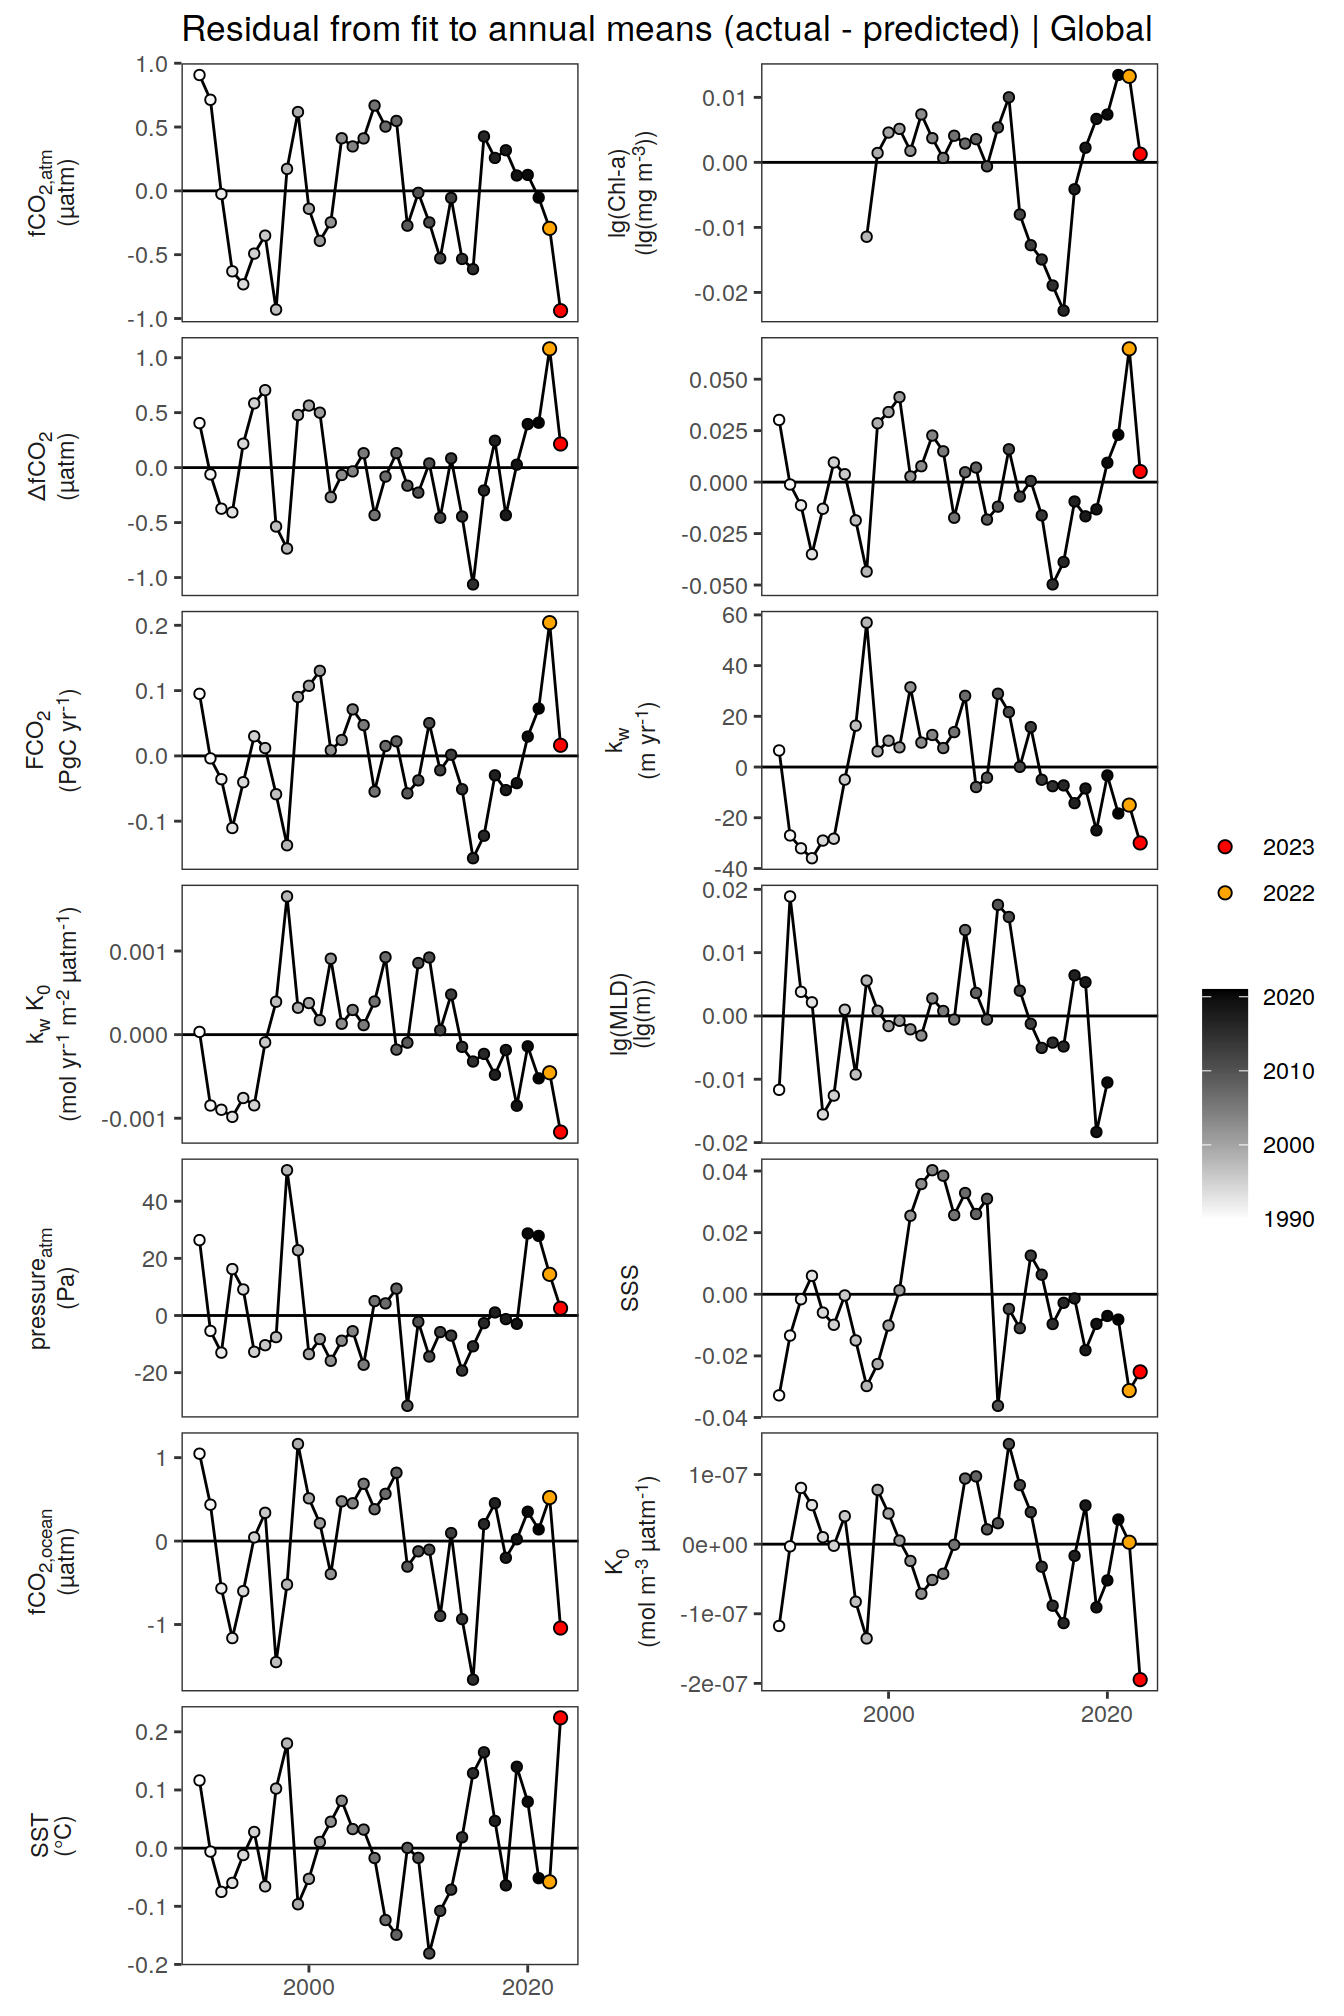 Residual from fit to annual means (actual - predicted) | Global
fCO2,atm
(µatm)
1.0
0.5
0.0
-0.5
-1.0
lg(Chl-a)
(lg(mg m-3))
0.01
0.00
-0.01
-0.02
ΔfCO2
(µatm)
1.0
0.5
0.0
-0.5
-1.0
0.050
0.025
0.000
-0.025
-0.050
FCO2
(PgC yr-1)
0.2
0.1
0.0
-0.1
kw
(m yr-1)
60
40
20
0
-20
-40
kw K0
(mol yr-1 m-2 µatm-1)
0.001
0.000
-0.001
lg(MLD)
(lg(m))
0.02
0.01
0.00
-0.01
-0.02
pressureatm
(Pa)
40
20
0
-20
SSS
0.04
0.02
0.00
-0.02
-0.04
fCO2,ocean
(µatm)
1
0
-1
K0
(mol m-3 µatm-1)
1e-07
0e+00
-1e-07
-2e-07
2000
2020
SST
(°C)
0.2
0.1
0.0
-0.1
-0.2
2000
2020
2023
2022
2020
2010
2000
1990